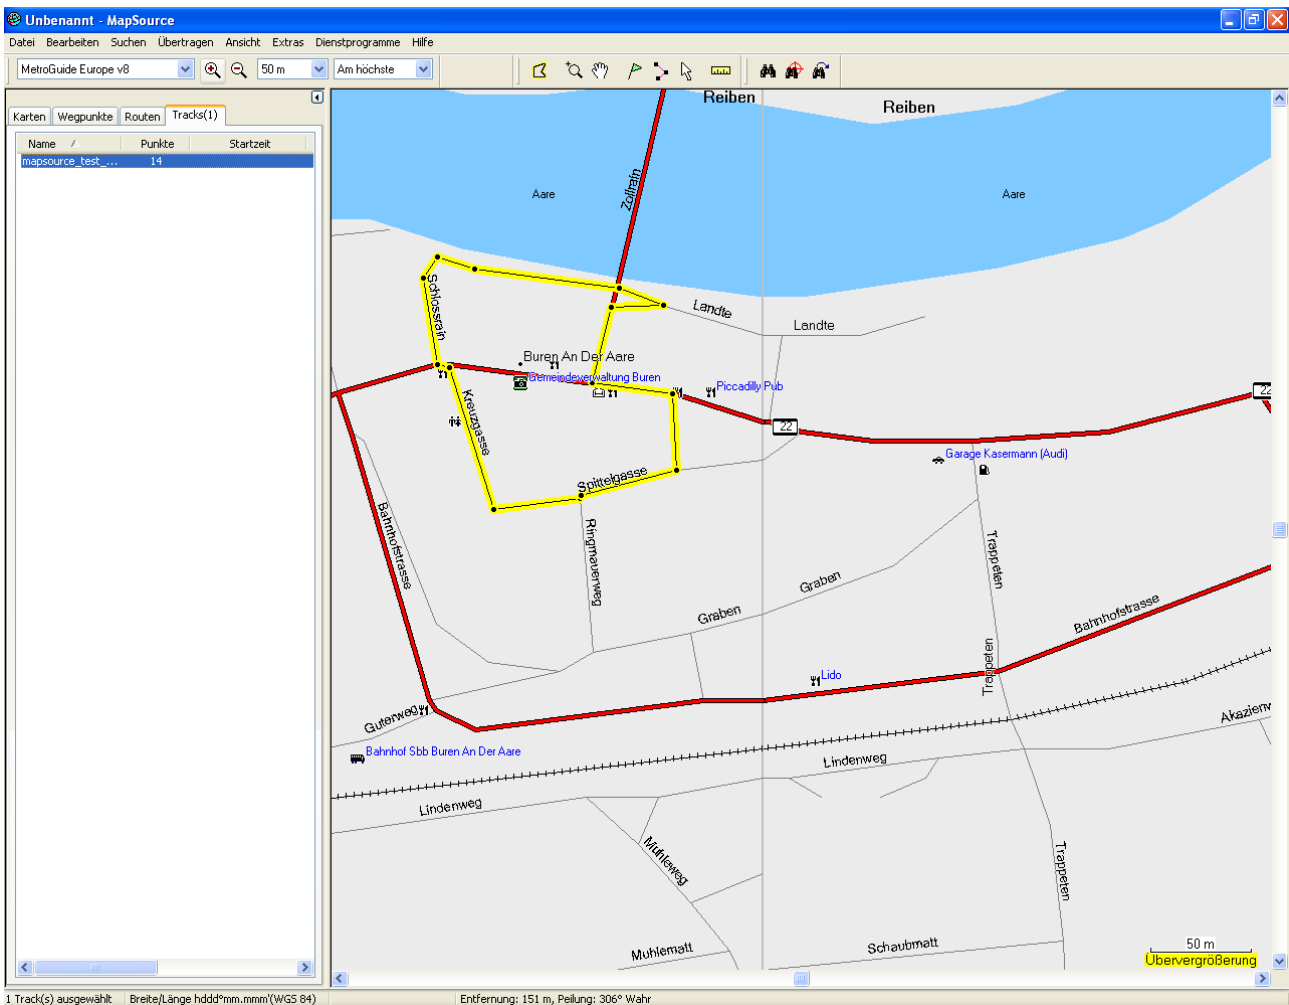 Unbenannt - MapSource
Datei Bearbeiten Suchen Übertragen Ansicht Extras Dienstprogramme Hilfe
MetroGuide Europe v8 50 m Am höchste
Karten Wegpunkte Routen Tracks(1)
Name Punkte Startzeit
mapsource_test_... 14
Reiben
Reiben
Zollrain
Aare
Aare
Schlossrain
Landte
Landte
Buren An Der Aare
Gemeindeverwaltung Buren
Piccadilly Pub
22
22
Kreuzgasse
Garage Kasermann (Audi)
Spittelgasse
Bahnhofstrasse
Ringmauerweg
Trappeten
Graben
Graben
Bahnhofstrasse
Trappeten
Lido
Guterweg
Akazienw
Bahnhof Sbb Buren An Der Aare
Lindenweg
Lindenweg
Muhleweg
Trappeten
Muhlematt
Schaubmatt
50 m
Übervergrößerung
1 Track(s) ausgewählt Breite/Länge hddd°mm.mmm'(WGS 84) Entfernung: 151 m, Peilung: 306° Wahr